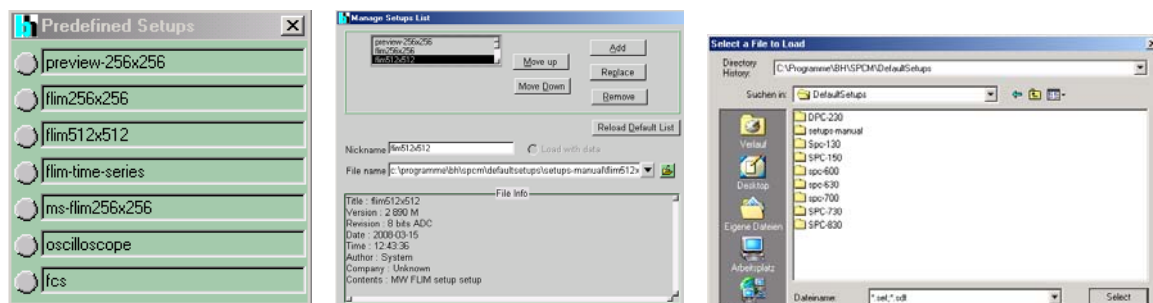 Predefined Setups
preview-256x256
flim256x256
flim512x512
flim-time-series
ms-flim256x256
oscilloscope
fcs
Manage Setups List
preview-256x256
flim256x256
flim512x512
Move up
Move Down
Add
Replace
Remove
Reload Default List
Nickname flim512x512
Load with data
File name c:\programme\bh\spcm\defaultsetups\setups-manual\flim512x
File Info
Title : flim512x512
Version : 2 890 M
Revision : 8 bits ADC
Date : 2008-03-15
Time : 12:43:36
Author : System
Company : Unknown
Contents : MW FLIM setup setup
Select a File to Load
Directory History: C:\Programme\BH\SPCM\DefaultSetups
Suchen in: DefaultSetups
DPC-230
setups-manual
Spc-130
SPC-150
spc-600
spc-630
spc-700
SPC-730
SPC-830
Verlauf
Desktop
Eigene Dateien
Arbeitsplatz
Dateiname: *.set;*.sdt
Select